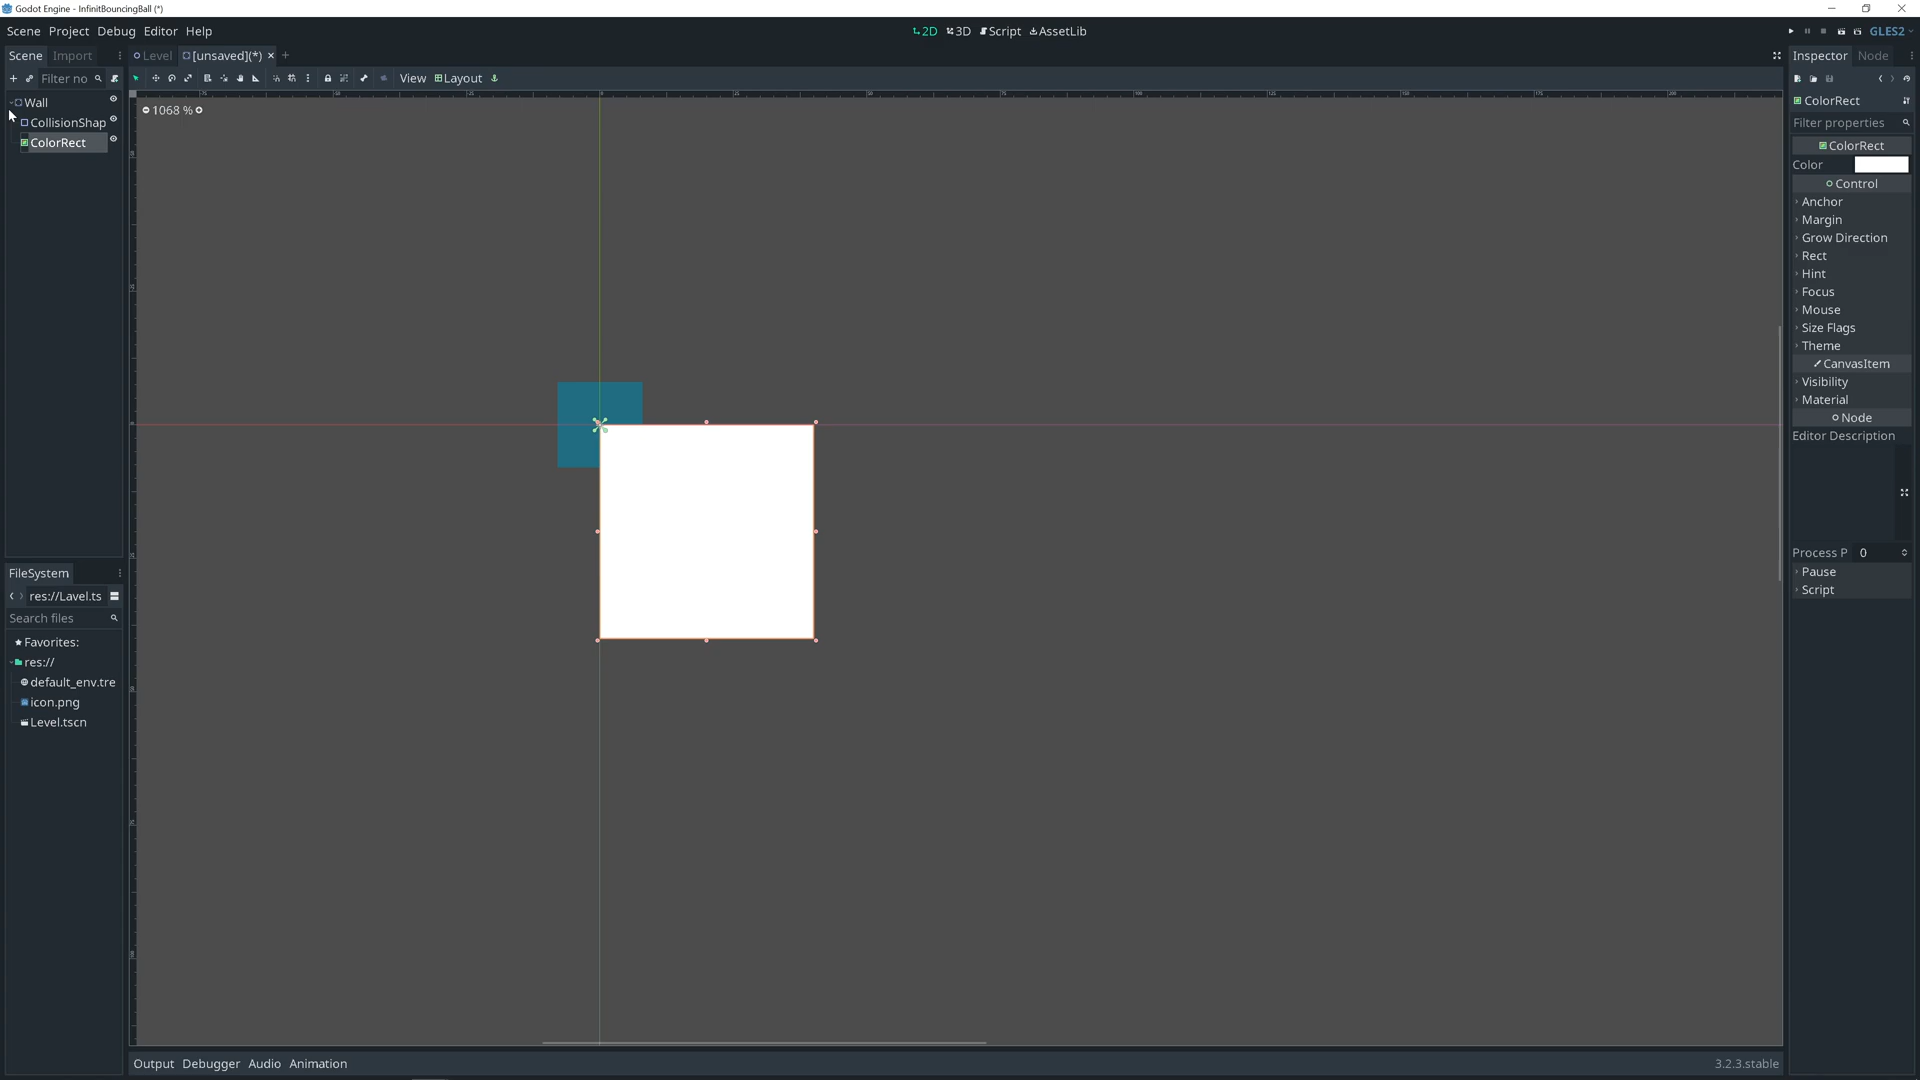 Godot Engine - InfinitBouncingBall (*)
Scene Project Debug Editor Help
2D 3D Script AssetLib
GLES2
Scene Import
Level [unsaved](*)
Inspector Node
Filter no
View Layout
Wall
CollisionShap
ColorRect
1068 %
ColorRect
Filter properties
ColorRect
Color
Control
Anchor
Margin
Grow Direction
Rect
Hint
Focus
Mouse
Size Flags
Theme
CanvasItem
Visibility
Material
Node
Editor Description
Process P 0
Pause
Script
FileSystem
res://Lavel.ts
Search files
Favorites:
res://
default_env.tre
icon.png
Level.tscn
Output Debugger Audio Animation
3.2.3.stable